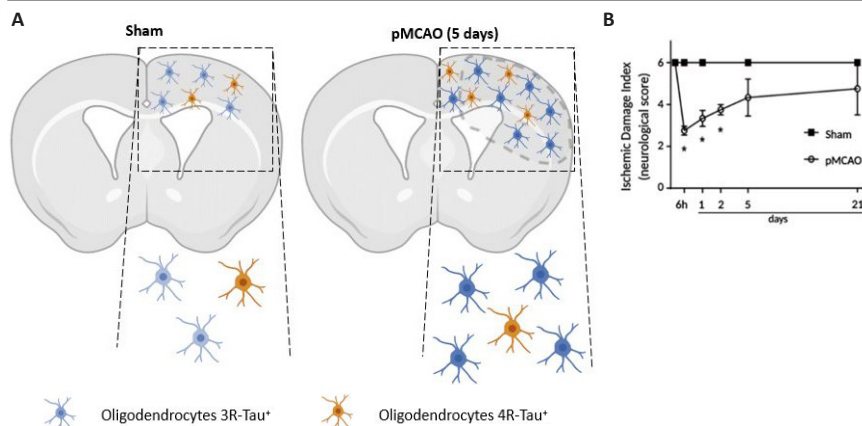 A
Sham
pMCAO (5 days)
Oligodendrocytes 3R-Tau⁺
Oligodendrocytes 4R-Tau⁺
B
Ischemic Damage Index
(neurological score)
6
4
2
0
*
*
*
Sham
pMCAO
6h 1 2 5 21
days